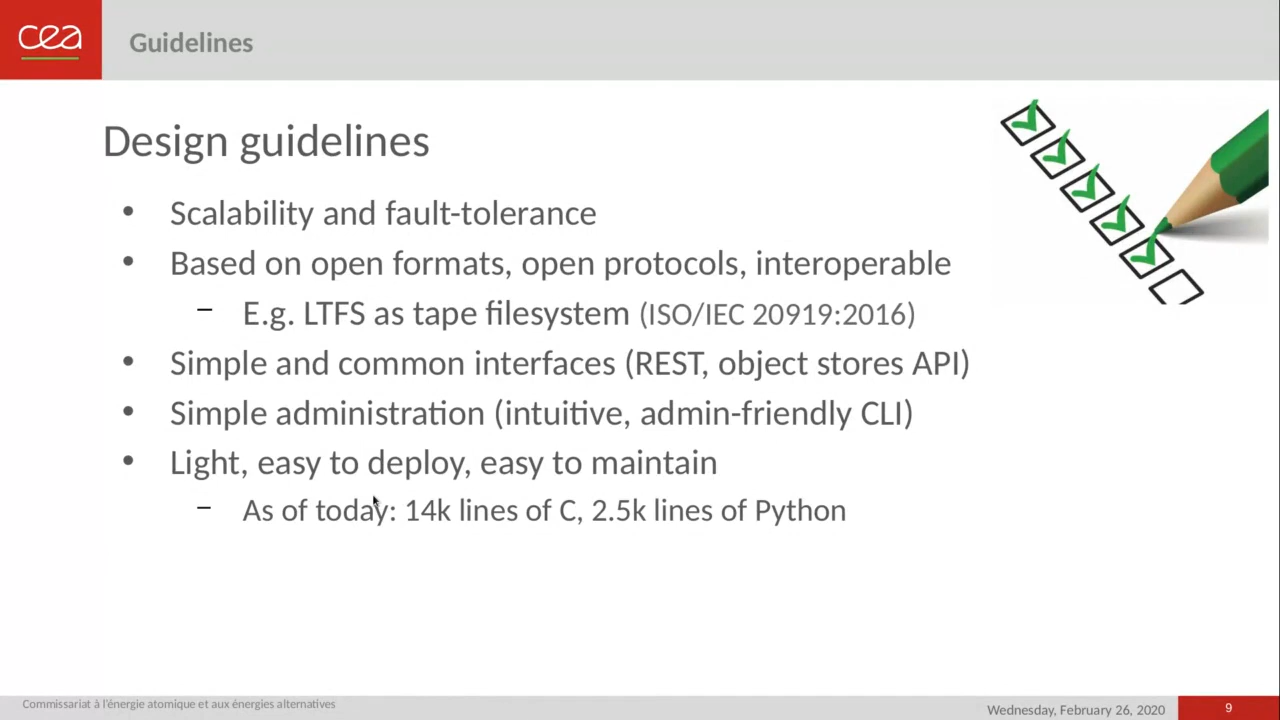 cea
Guidelines
Design guidelines
• Scalability and fault-tolerance
• Based on open formats, open protocols, interoperable
– E.g. LTFS as tape filesystem (ISO/IEC 20919:2016)
• Simple and common interfaces (REST, object stores API)
• Simple administration (intuitive, admin-friendly CLI)
• Light, easy to deploy, easy to maintain
– As of today: 14k lines of C, 2.5k lines of Python
Commissariat à l'énergie atomique et aux énergies alternatives
Wednesday, February 26, 2020
9